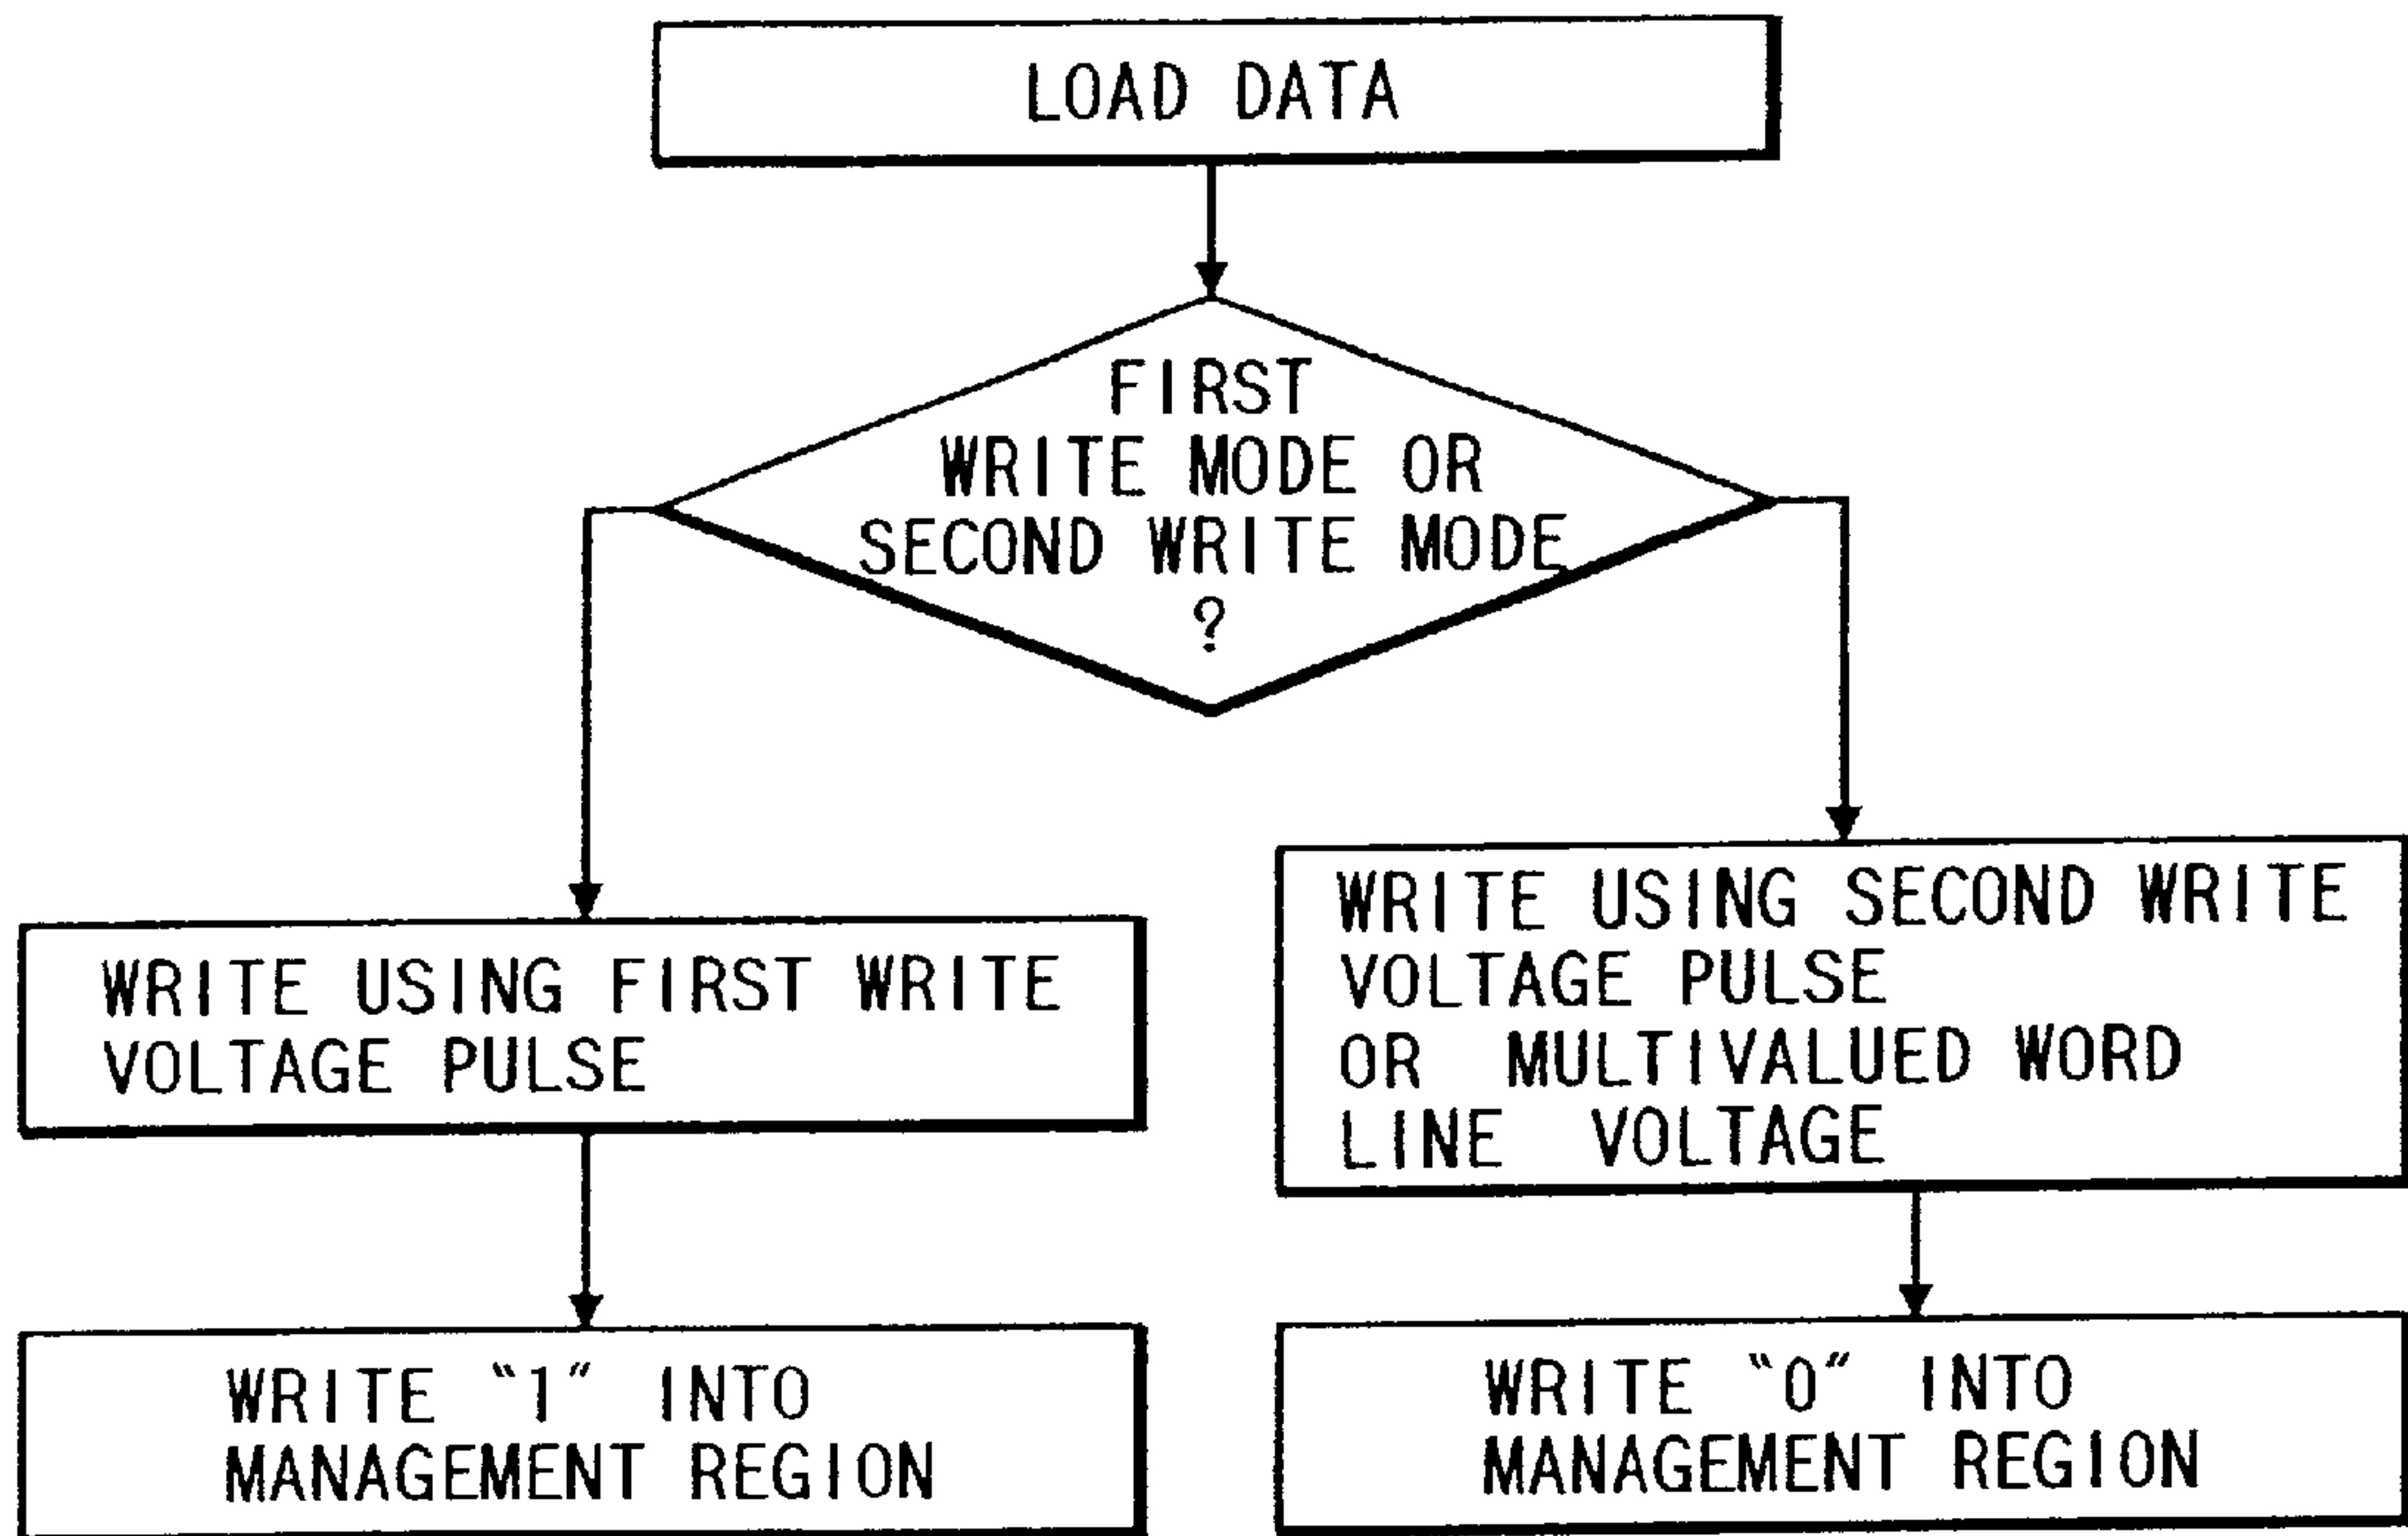 LOAD DATA
FIRST
WRITE MODE OR
SECOND WRITE MODE
?
WRITE USING FIRST WRITE
VOLTAGE PULSE
WRITE USING SECOND WRITE
VOLTAGE PULSE
OR MULTIVALUED WORD
LINE VOLTAGE
WRITE “1” INTO
MANAGEMENT REGION
WRITE “0” INTO
MANAGEMENT REGION